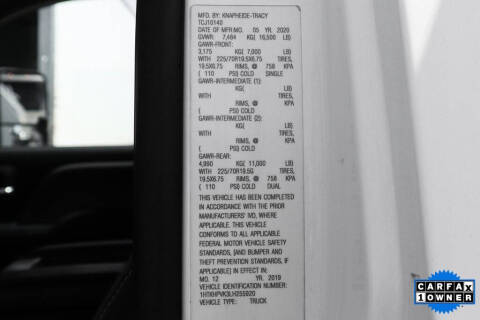 MFD. BY: KNAPHEIDE-TRACY
TCJ10140
DATE OF MFR/MO. 05 YR. 2020
GVWR: 7,484 KG( 16,500 LB)
GAWR-FRONT:
3,175 KG( 7,000 LB)
WITH 225/70R19.5X6.75 TIRES,
19.5X6.75 RIMS, @ 758 KPA
( 110 PSI) COLD SINGLE
GAWR-INTERMEDIATE (1):
KG( LB)
WITH TIRES,
RIMS, @ KPA
( PSI) COLD
GAWR-INTERMEDIATE (2):
KG( LB)
WITH TIRES,
RIMS, @ KPA
( PSI) COLD
GAWR-REAR:
4,990 KG( 11,000 LB)
WITH 225/70R19.5G TIRES,
19.5X6.75 RIMS, @ 758 KPA
( 110 PSI) COLD DUAL
THIS VEHICLE HAS BEEN COMPLETED
IN ACCORDANCE WITH THE PRIOR
MANUFACTURERS' IVD, WHERE
APPLICABLE. THIS VEHICLE
CONFORMS TO ALL APPLICABLE
FEDERAL MOTOR VEHICLE SAFETY
STANDARDS, [AND BUMPER AND
THEFT PREVENTION STANDARDS, IF
APPLICABLE] IN EFFECT IN
MO. 12 YR. 2019
VEHICLE IDENTIFICATION NUMBER:
1HTKHPVK3LH255920
VEHICLE TYPE: TRUCK
CARFAX
1 OWNER